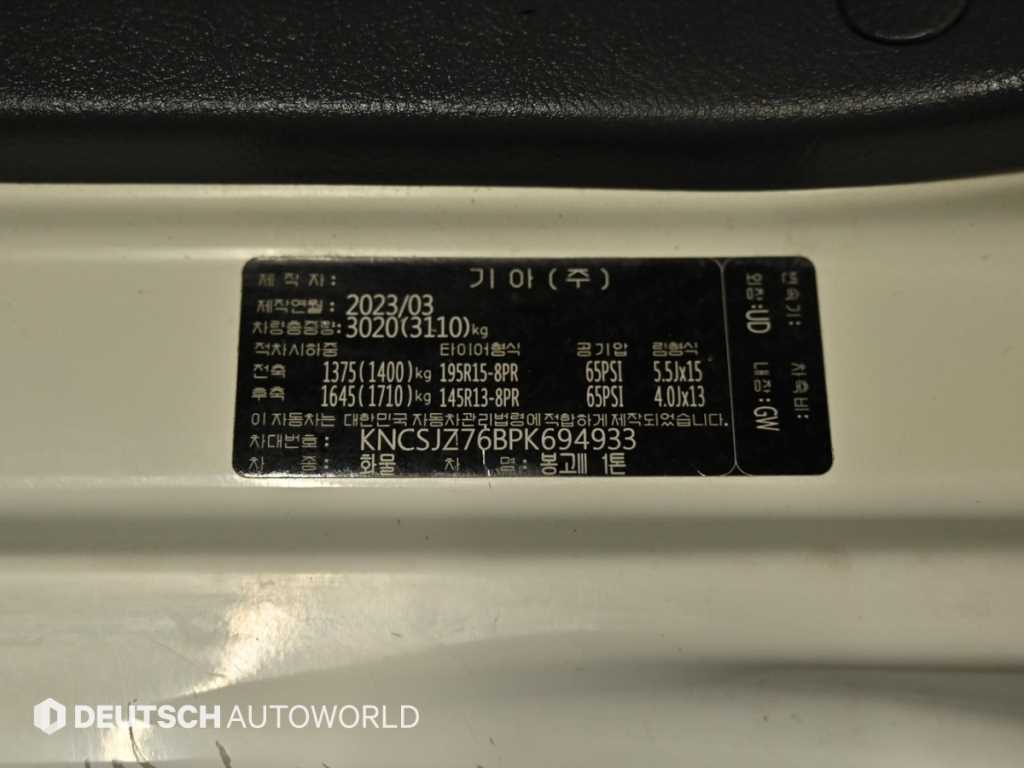 제 작 자 : 기 아 ( 주 )
제작연월 : 2023/03
차량총중량: 3020(3110)kg
적차시하중 타이어형식 공기압 림형식
전축 1375(1400)kg 195R15-8PR 65PSI 5.5Jx15
후축 1645(1710)kg 145R13-8PR 65PSI 4.0Jx13
이 자동차는 대한민국 자동차관리법령에 적합하게 제작되었습니다.
차대번호: KNCSJZ76BPK694933
차 종: 화물 차 명: 봉고Ⅲ 1톤
변속기: 차축비:
외장:UD 내장:GW
DEUTSCH AUTOWORLD